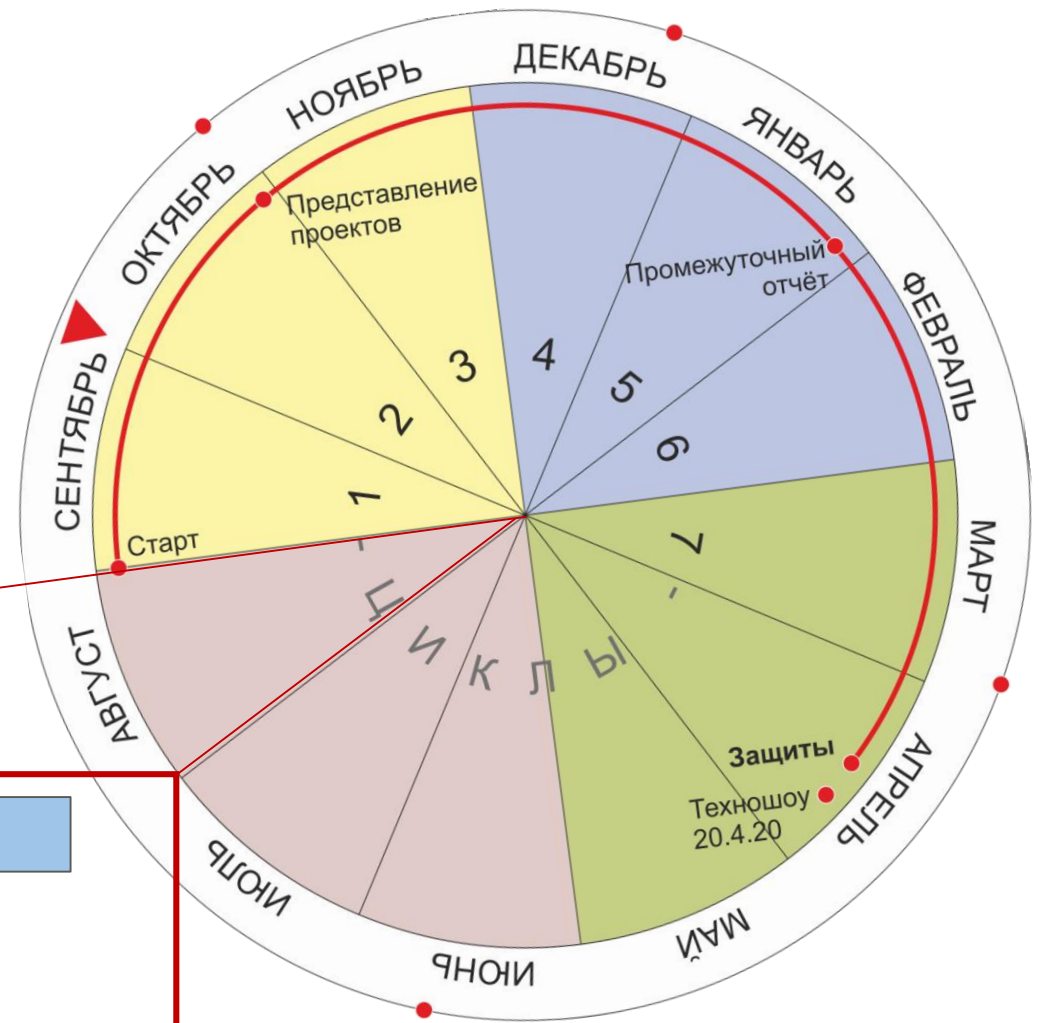 ДЕКАБРЬ
ЯНВАРЬ
ФЕВРАЛЬ
МАРТ
АПРЕЛЬ
МАЙ
ИЮНЬ
ИЮЛЬ
АВГУСТ
СЕНТЯБРЬ
ОКТЯБРЬ
НОЯБРЬ
Представление
проектов
Промежуточный
отчёт
Старт
Защиты
Техношоу
20.4.20
1
2
3
4
5
6
7
- ЦИКЛЫ -